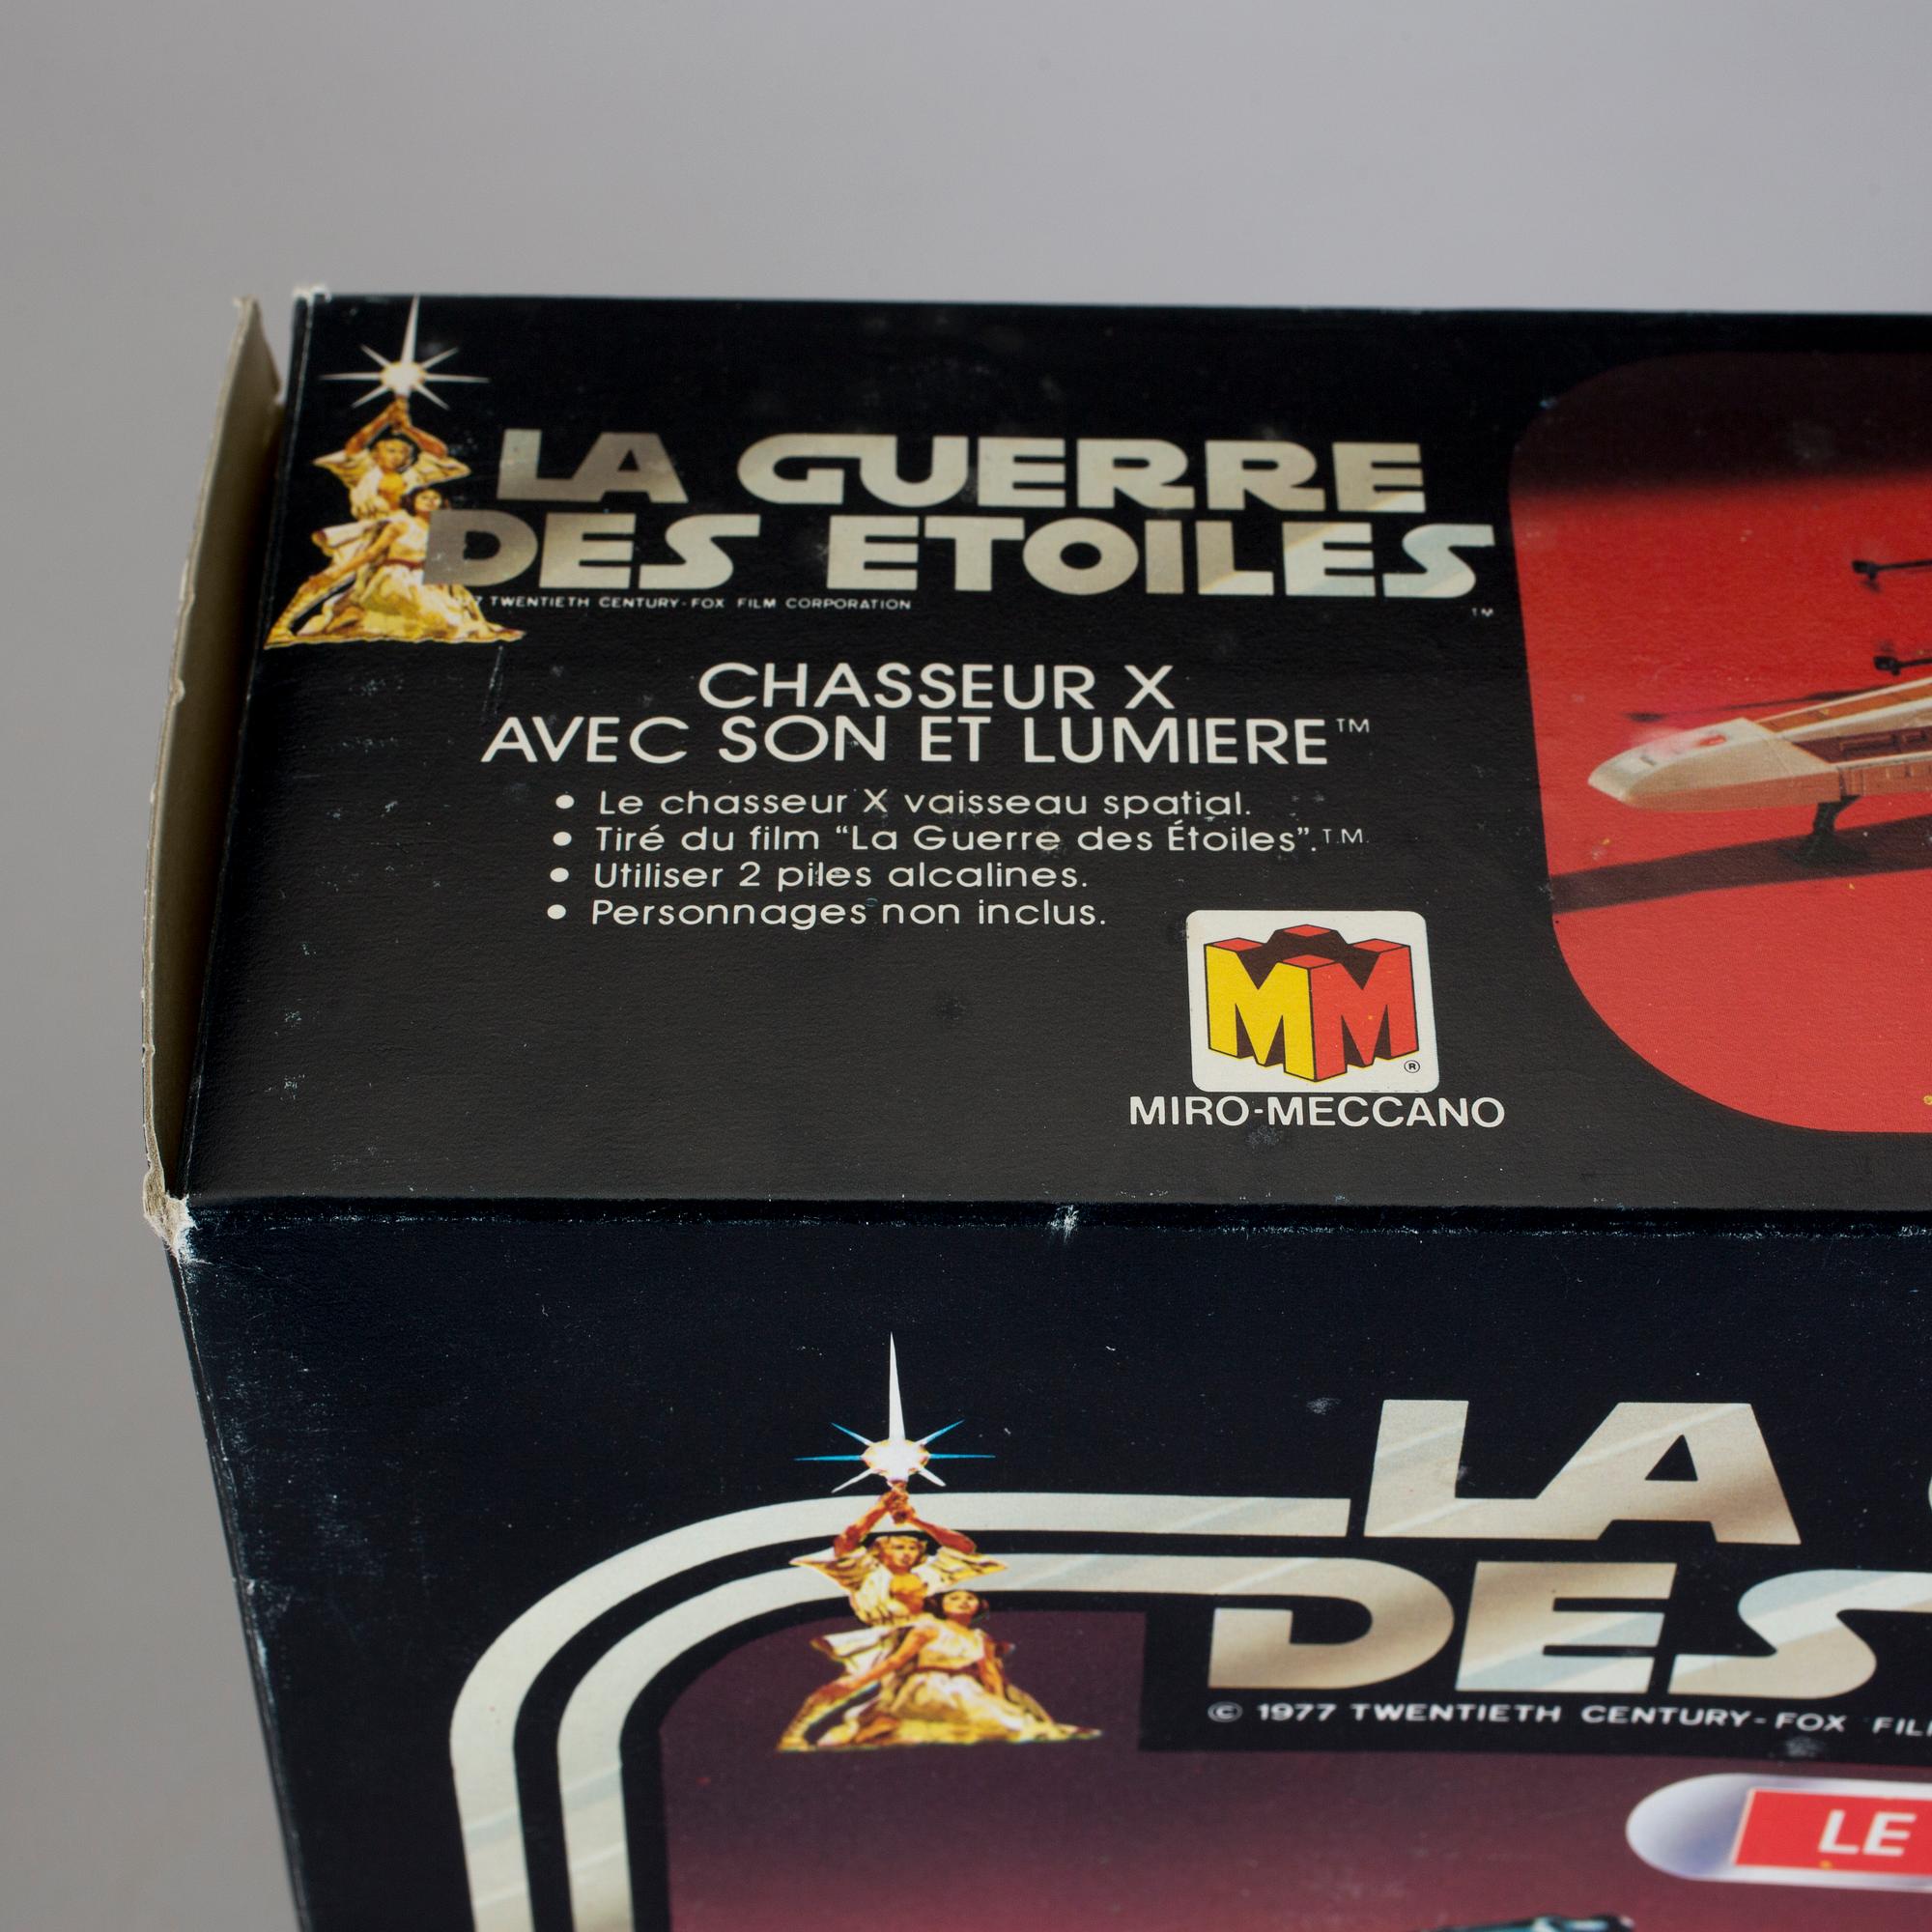 LA GUERRE
DES ETOILES
7 TWENTIETH CENTURY-FOX FILM CORPORATION
TM
CHASSEUR X
AVEC SON ET LUMIERE™
• Le chasseur X vaisseau spatial.
• Tiré du film “La Guerre des Étoiles”.T.M.
• Utiliser 2 piles alcalines.
• Personnages non inclus.
MM
®
MIRO-MECCANO
LA
DES
© 1977 TWENTIETH CENTURY-FOX FIL
LE